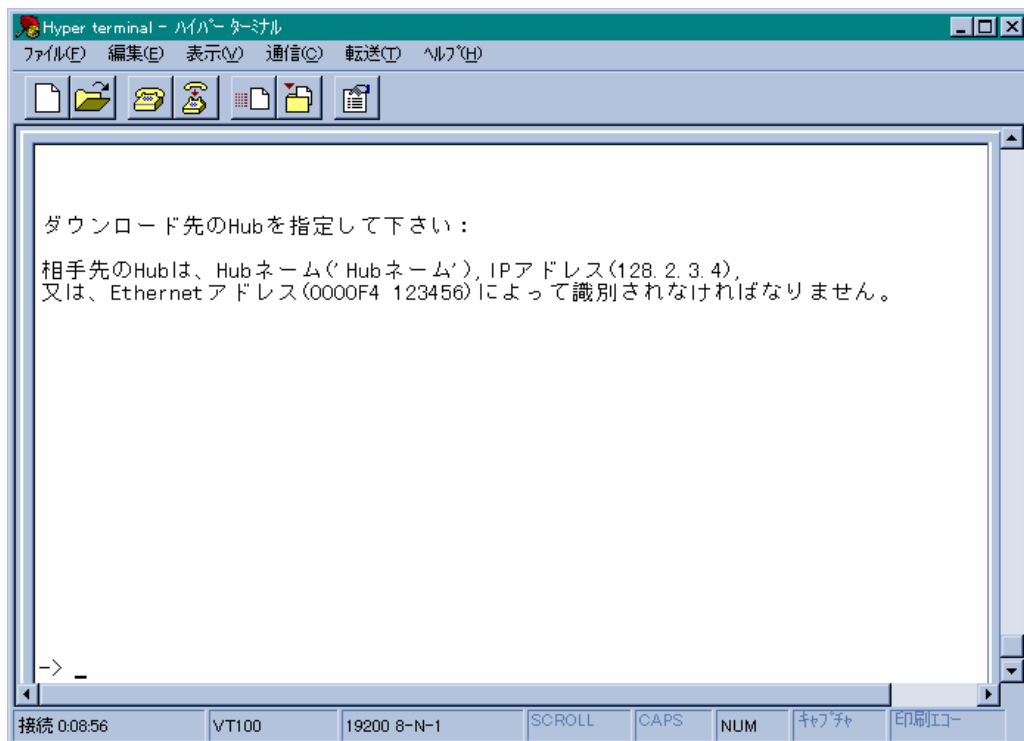 Hyper terminal - ﾊｲﾊﾟｰ ﾀｰﾐﾅﾙ
ﾌｧｲﾙ(F) 編集(E) 表示(V) 通信(C) 転送(T) ﾍﾙﾌﾟ(H)
ダウンロード先のHubを指定して下さい：
相手先のHubは、Hubネーム('Hubネーム'), IPアドレス(128.2.3.4),
又は、Ethernetアドレス(0000F4 123456)によって識別されなければなりません。
-> _
接続 0:08:56 VT100 19200 8-N-1 SCROLL CAPS NUM ｷｬﾌﾟﾁｬ 印刷ｴｺｰ